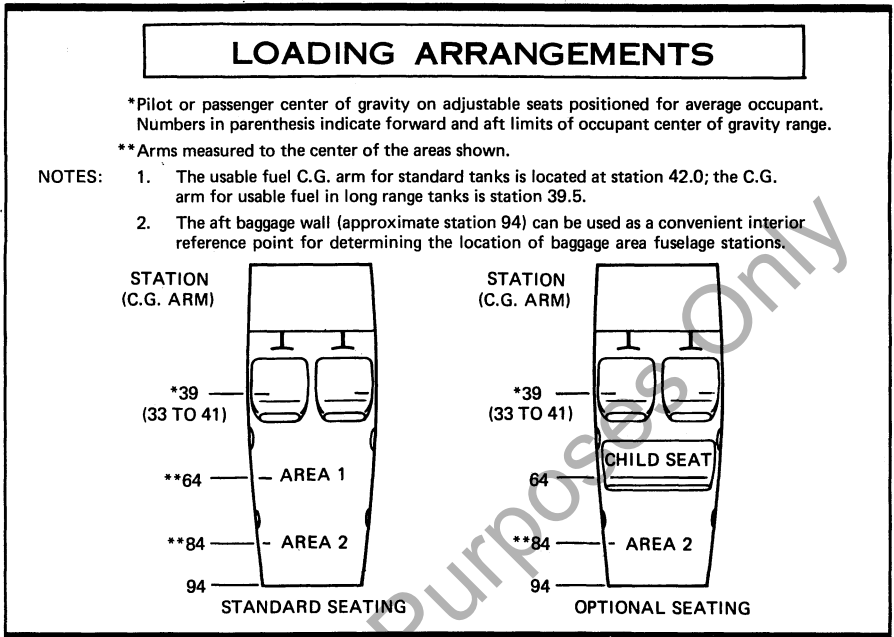 LOADING ARRANGEMENTS
*Pilot or passenger center of gravity on adjustable seats positioned for average occupant.
Numbers in parenthesis indicate forward and aft limits of occupant center of gravity range.
**Arms measured to the center of the areas shown.
NOTES: 1. The usable fuel C.G. arm for standard tanks is located at station 42.0; the C.G.
arm for usable fuel in long range tanks is station 39.5.
2. The aft baggage wall (approximate station 94) can be used as a convenient interior
reference point for determining the location of baggage area fuselage stations.
STATION
(C.G. ARM)
*39
(33 TO 41)
**64
AREA 1
**84
AREA 2
94
STANDARD SEATING
STATION
(C.G. ARM)
*39
(33 TO 41)
CHILD SEAT
64
**84
AREA 2
94
OPTIONAL SEATING
Purposes Only